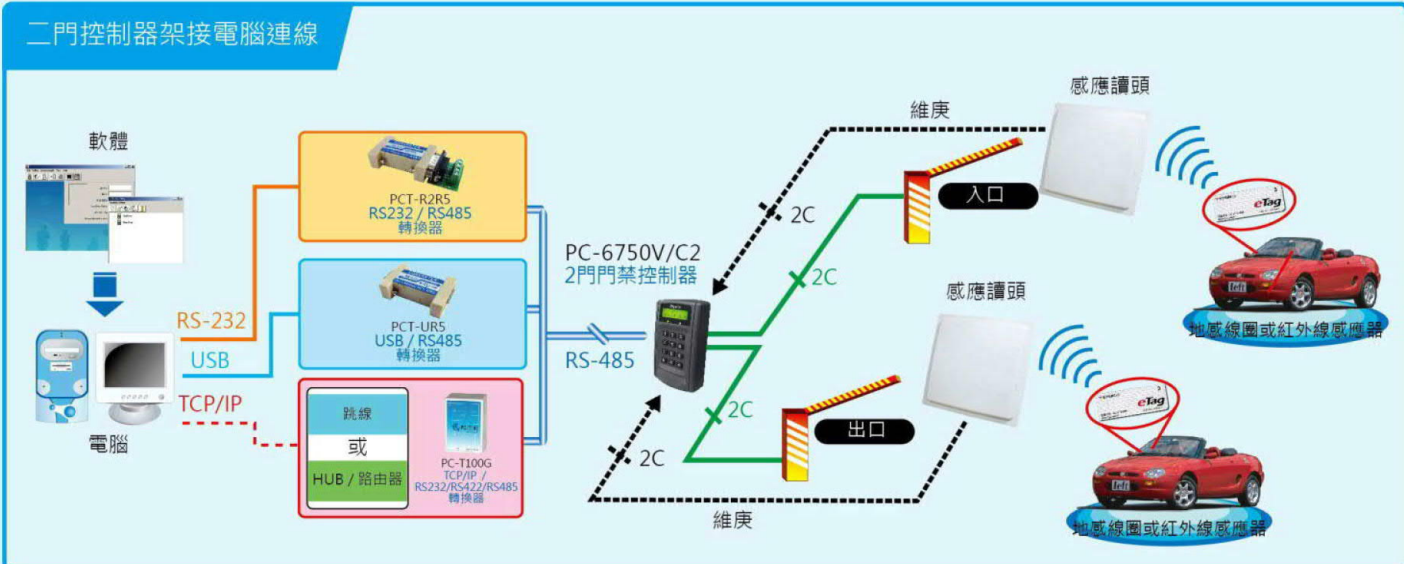 二門控制器架接電腦連線
軟體
電腦
RS-232
USB
TCP/IP
PCT-R2R5
RS232 / RS485
轉換器
PCT-UR5
USB / RS485
轉換器
跳線
或
HUB / 路由器
PC-T100G
TCP/IP /
RS232/RS422/RS485
轉換器
RS-485
PC-6750V/C2
2門門禁控制器
維庚
2C
2C
入口
感應讀頭
eTag
left
地感線圈或紅外線感應器
2C
2C
出口
維庚
感應讀頭
eTag
left
地感線圈或紅外線感應器